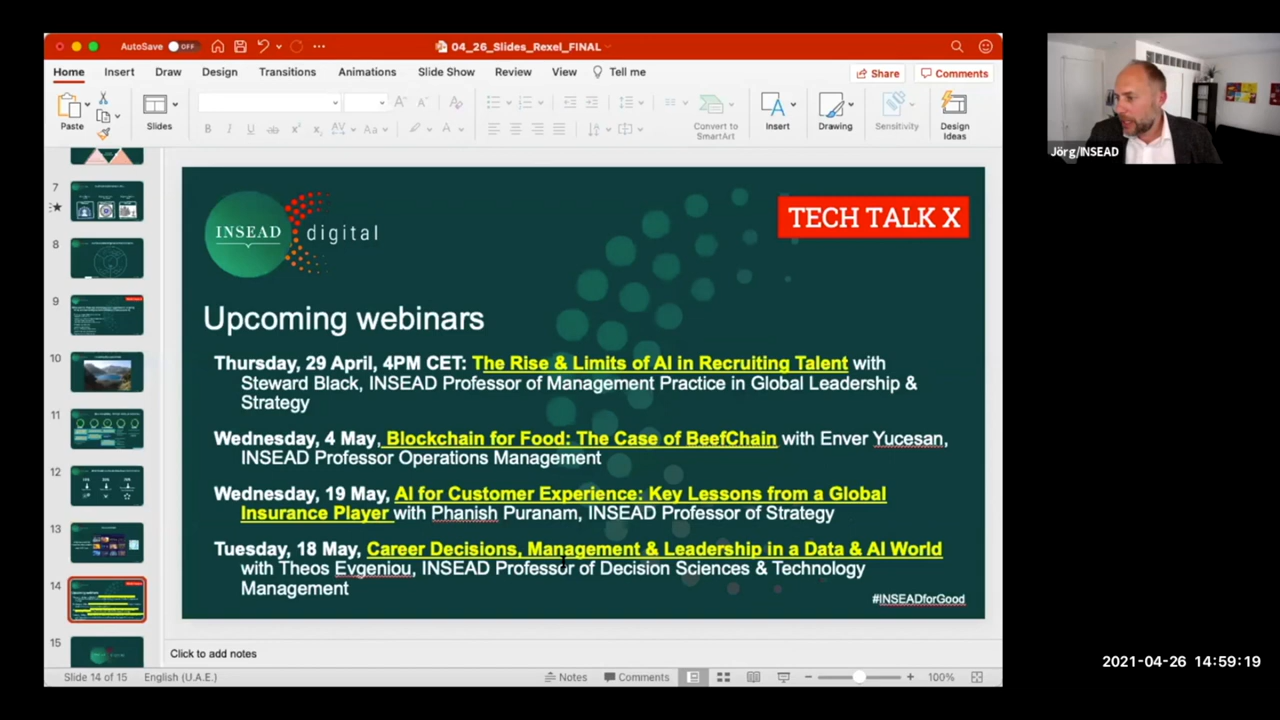 AutoSave OFF 04_26_Slides_Rexel_FINAL
Home Insert Draw Design Transitions Animations Slide Show Review View Tell me Share Comments
Paste Slides Convert to SmartArt Insert Drawing Sensitivity Design Ideas
Jörg/INSEAD
7
8
9
10
11
12
13
14
15
INSEAD digital
TECH TALK X
Upcoming webinars
Thursday, 29 April, 4PM CET: The Rise & Limits of AI in Recruiting Talent with
Steward Black, INSEAD Professor of Management Practice in Global Leadership &
Strategy
Wednesday, 4 May, Blockchain for Food: The Case of BeefChain with Enver Yucesan,
INSEAD Professor Operations Management
Wednesday, 19 May, AI for Customer Experience: Key Lessons from a Global
Insurance Player with Phanish Puranam, INSEAD Professor of Strategy
Tuesday, 18 May, Career Decisions, Management & Leadership in a Data & AI World
with Theos Evgeniou, INSEAD Professor of Decision Sciences & Technology
Management
#INSEADforGood
Click to add notes
Slide 14 of 15 English (U.A.E.) Notes Comments 100%
2021-04-26 14:59:19